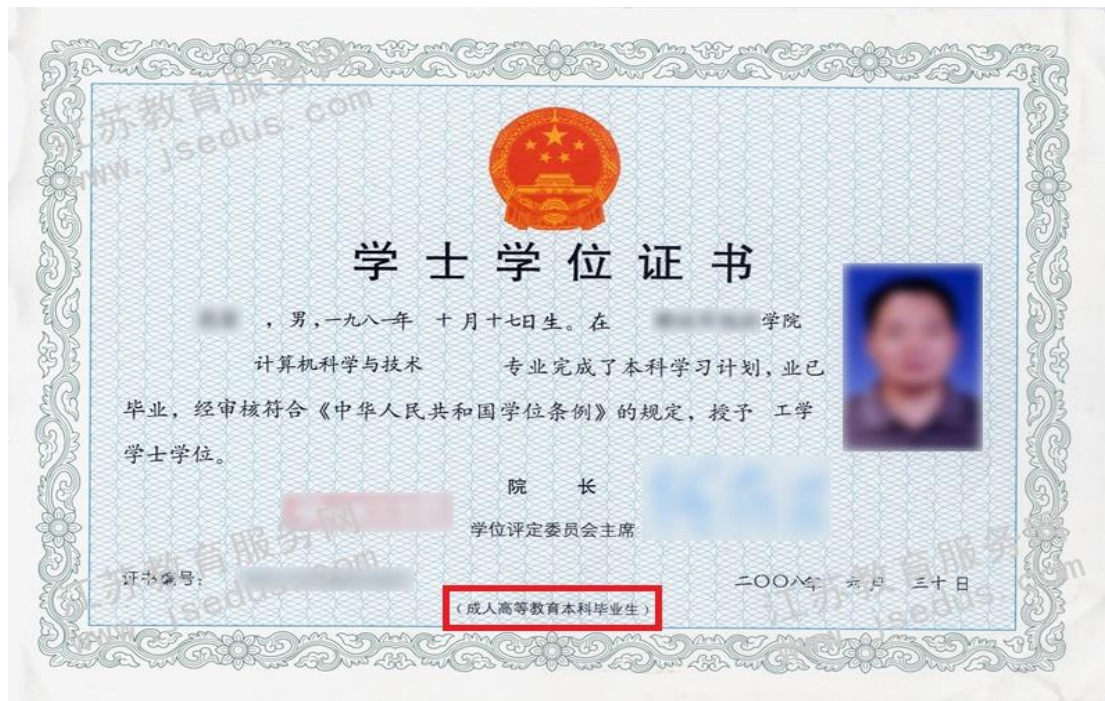 江苏教育服务网
www.jsedus.com
学士学位证书
，男，一九八一年 十月十七日生。在 学院
计算机科学与技术 专业完成了本科学习计划，业已
毕业，经审核符合《中华人民共和国学位条例》的规定，授予 工学
学士学位。
院 长
学位评定委员会主席
江苏教育服务网
www.jsedus.com
证书编号：
二〇〇八年 六月 三十日
（成人高等教育本科毕业生）
江苏教育服务网
www.jsedus.com